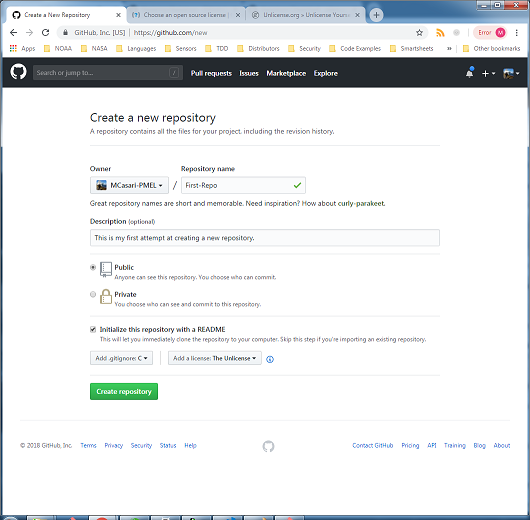 Create a New Repository
Choose an open source license
Unlicense.org > Unlicense Your
GitHub, Inc. [US] | https://github.com/new
Error M
Apps NOAA NASA Languages Sensors TDD Distributors Security Curly Parakeet Smartsheets » Other bookmarks
Search or jump to... /
Pull requests Issues Marketplace Explore
Create a new repository
A repository contains all the files for your project, including the revision history.
Owner Repository name
MCasari-PMEL / First-Repo
Great repository names are short and memorable. Need inspiration? How about curly-parakeet.
Description (optional)
This is my first attempt at creating a new repository.
Public
Anyone can see this repository. You choose who can commit.
Private
You choose who can see and commit to this repository.
Initialize this repository with a README
This will let you immediately clone the repository to your computer. Skip this step if you're importing an existing repository.
Add .gitignore: C Add a license: The Unlicense
Create repository
© 2018 GitHub, Inc. Terms Privacy Security Status Help
Contact GitHub Pricing API Training Blog About